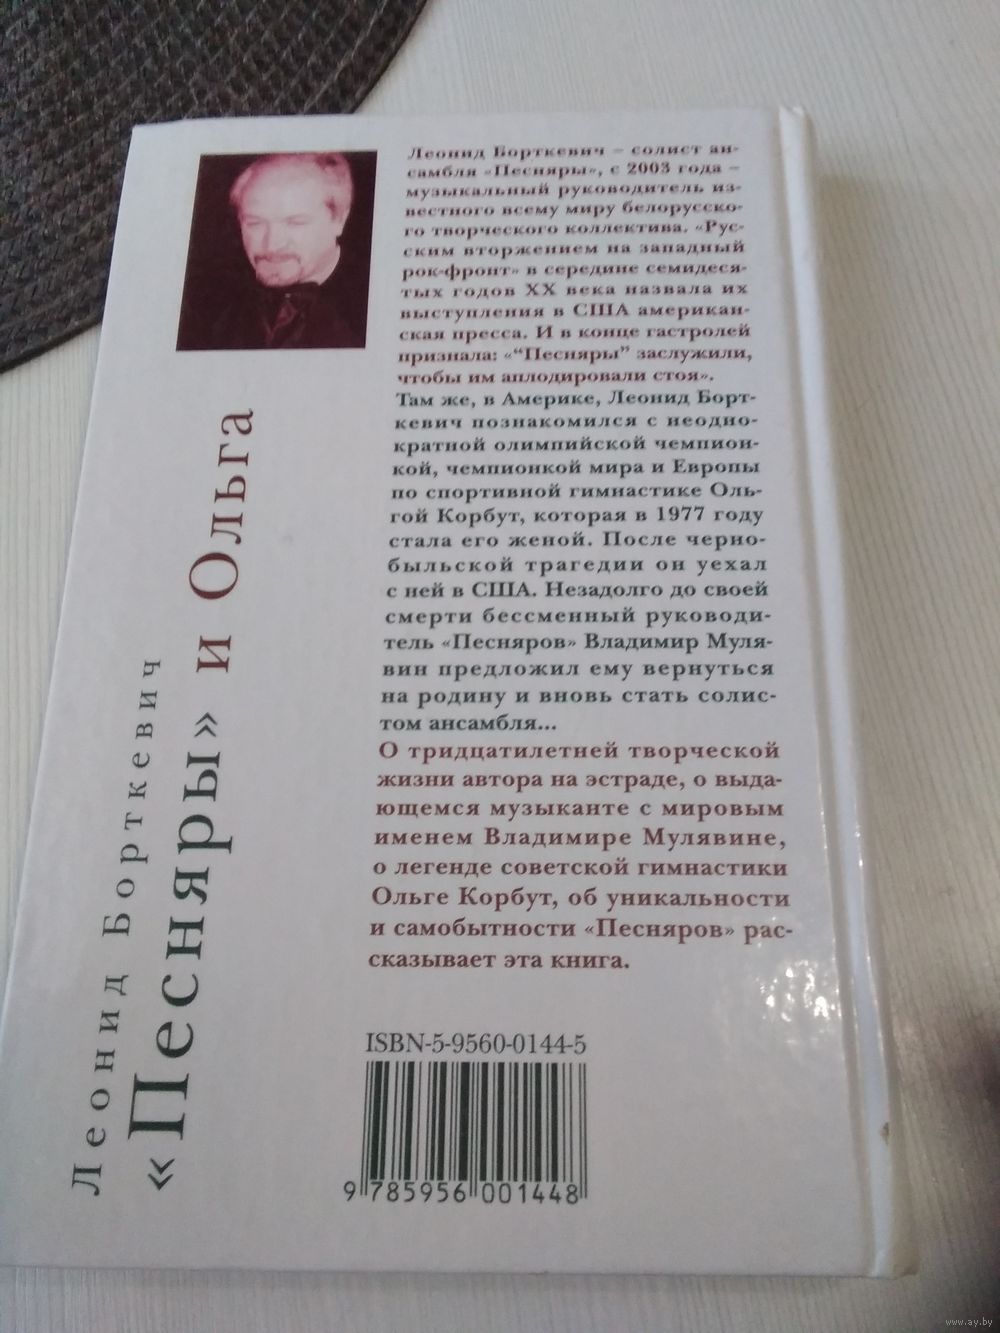 Леонид Борткевич
«Песняры» и Ольга
Леонид Борткевич – солист ан-
самбля «Песняры», с 2003 года –
музыкальный руководитель из-
вестного всему миру белорусско-
го творческого коллектива. «Рус-
ским вторжением на западный
рок-фронт» в середине семидеся-
тых годов XX века назвала их
выступления в США американ-
ская пресса. И в конце гастролей
признала: «“Песняры” заслужили,
чтобы им аплодировали стоя».
Там же, в Америке, Леонид Борт-
кевич познакомился с неодно-
кратной олимпийской чемпион-
кой, чемпионкой мира и Европы
по спортивной гимнастике Оль-
гой Корбут, которая в 1977 году
стала его женой. После черно-
быльской трагедии он уехал
с ней в США. Незадолго до своей
смерти бессменный руководи-
тель «Песняров» Владимир Муля-
вин предложил ему вернуться
на родину и вновь стать солис-
том ансамбля...
О тридцатилетней творческой
жизни автора на эстраде, о выда-
ющемся музыканте с мировым
именем Владимире Мулявине,
о легенде советской гимнастики
Ольге Корбут, об уникальности
и самобытности «Песняров» рас-
сказывает эта книга.
ISBN-5-9560-0144-5
9 785956 001448
www.ay.by